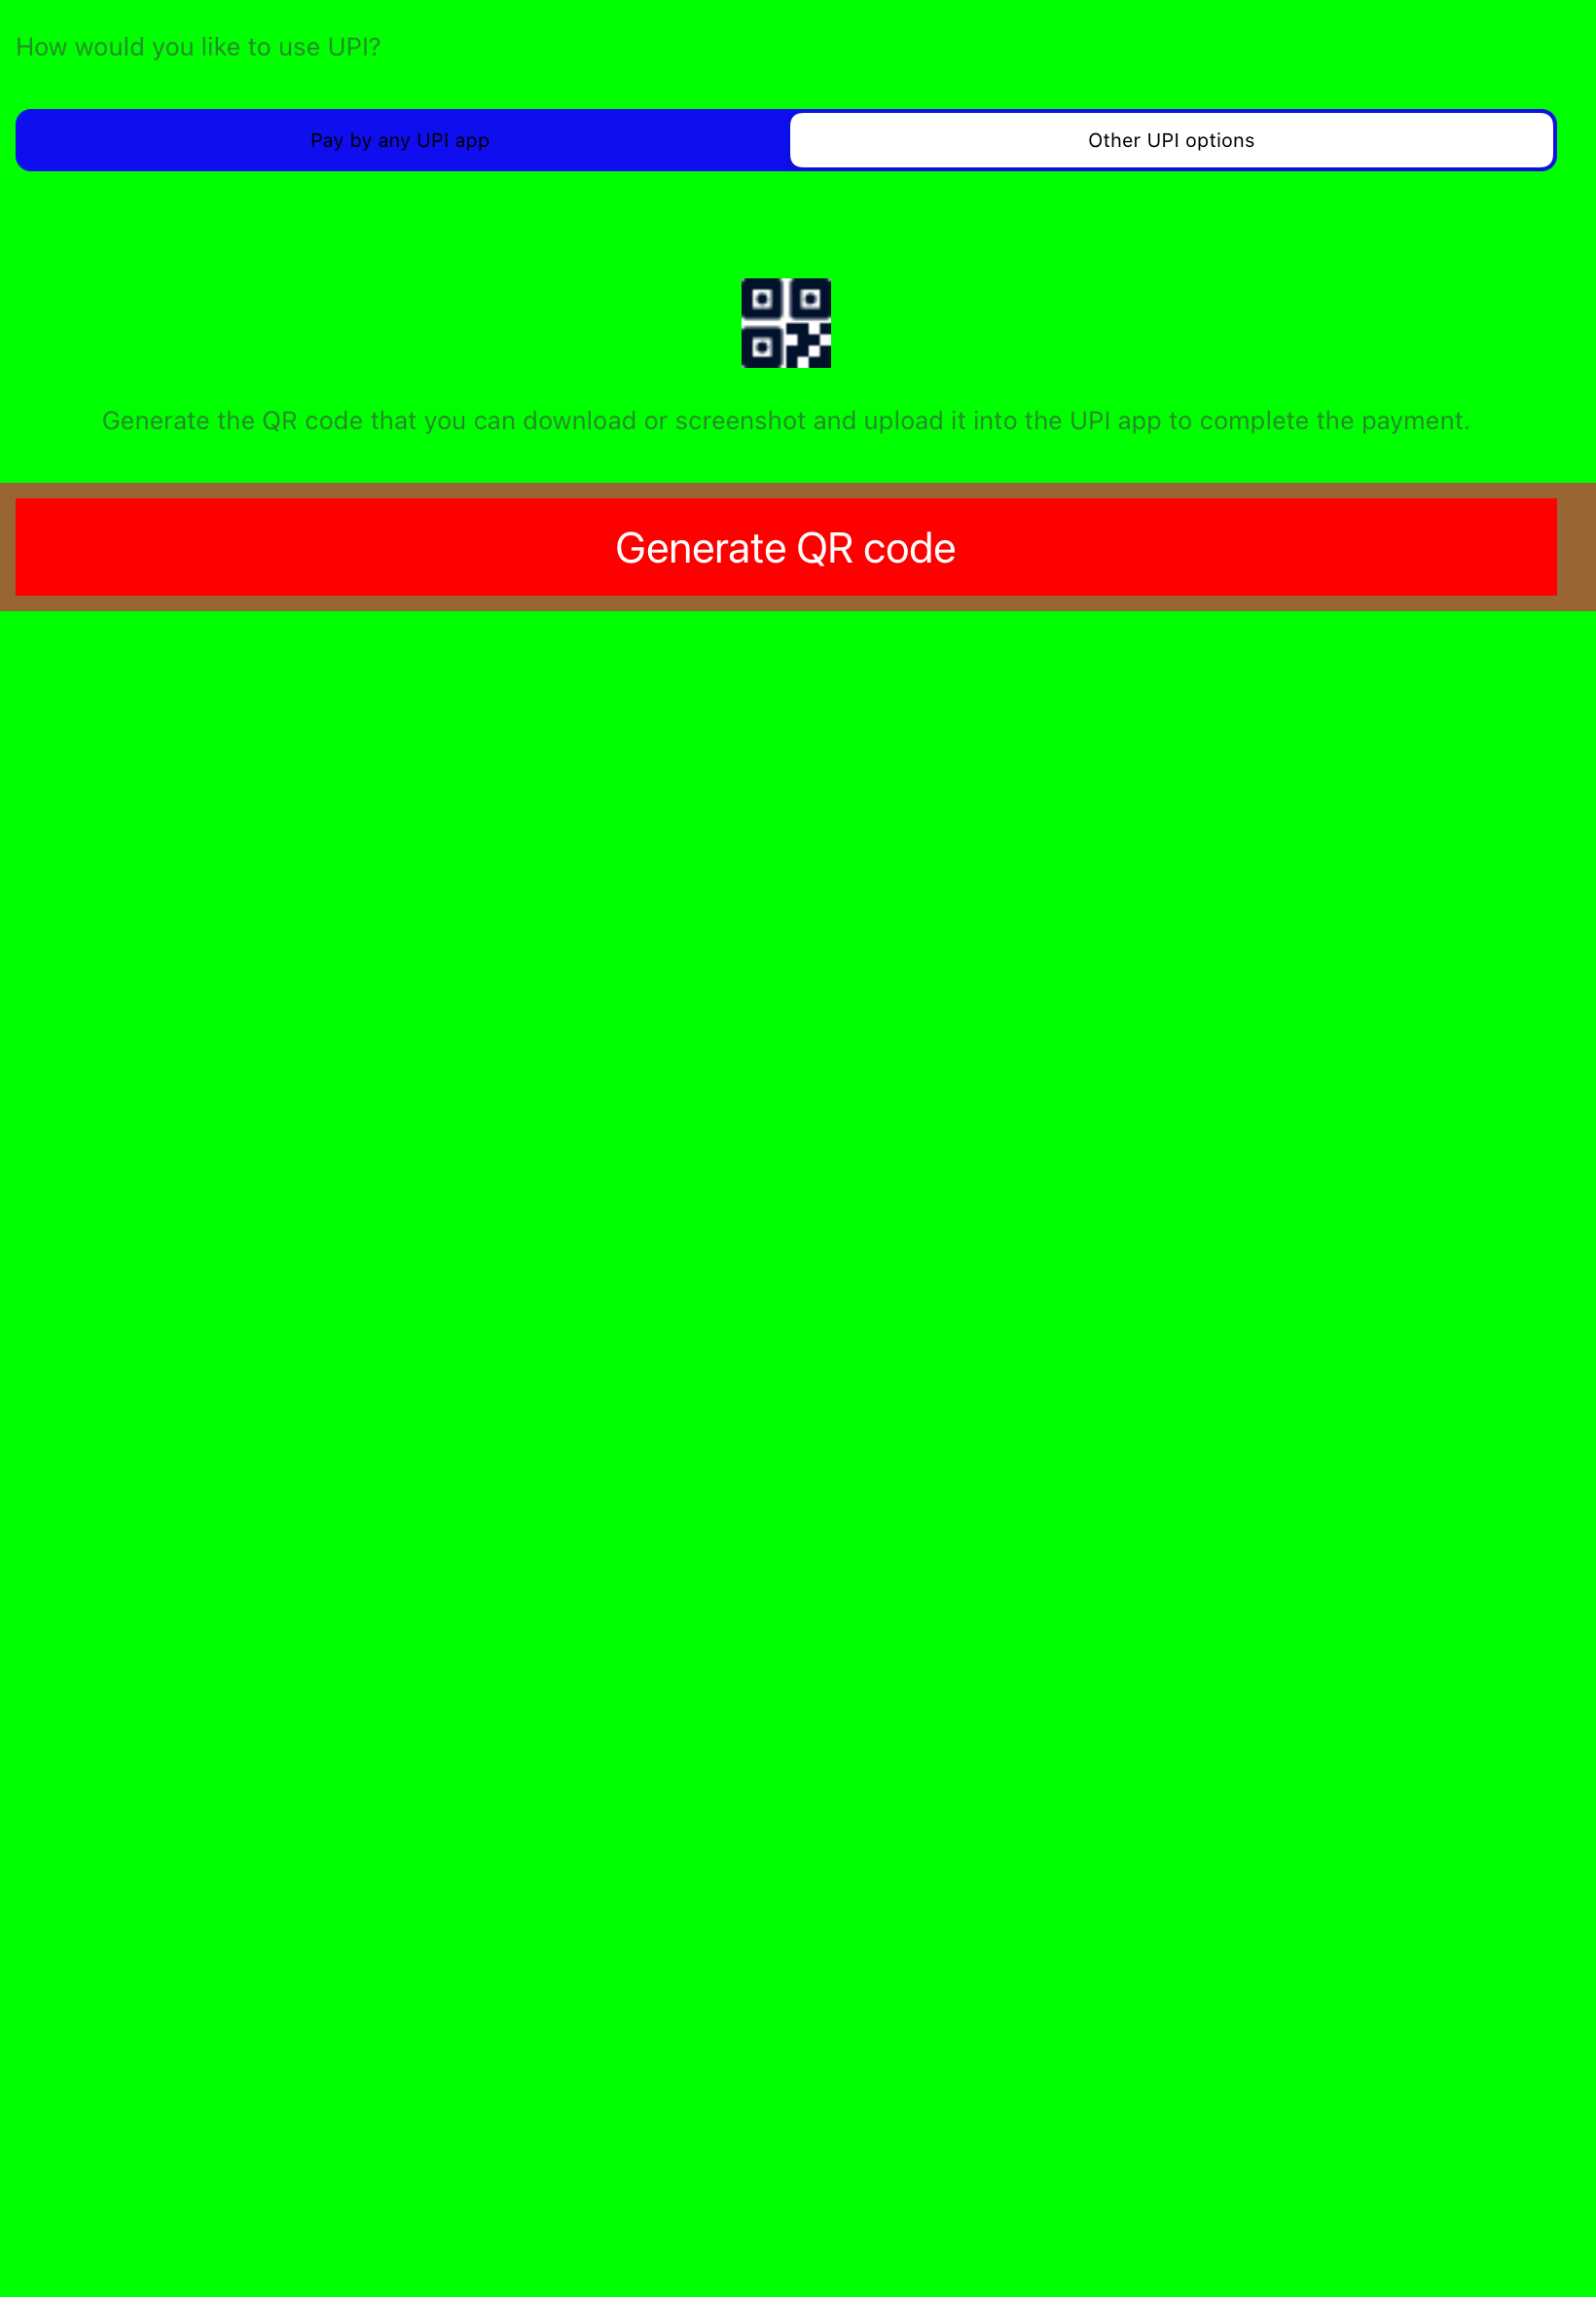 How would you like to use UPI?
Pay by any UPI app
Other UPI options
Generate the QR code that you can download or screenshot and upload it into the UPI app to complete the payment.
Generate QR code